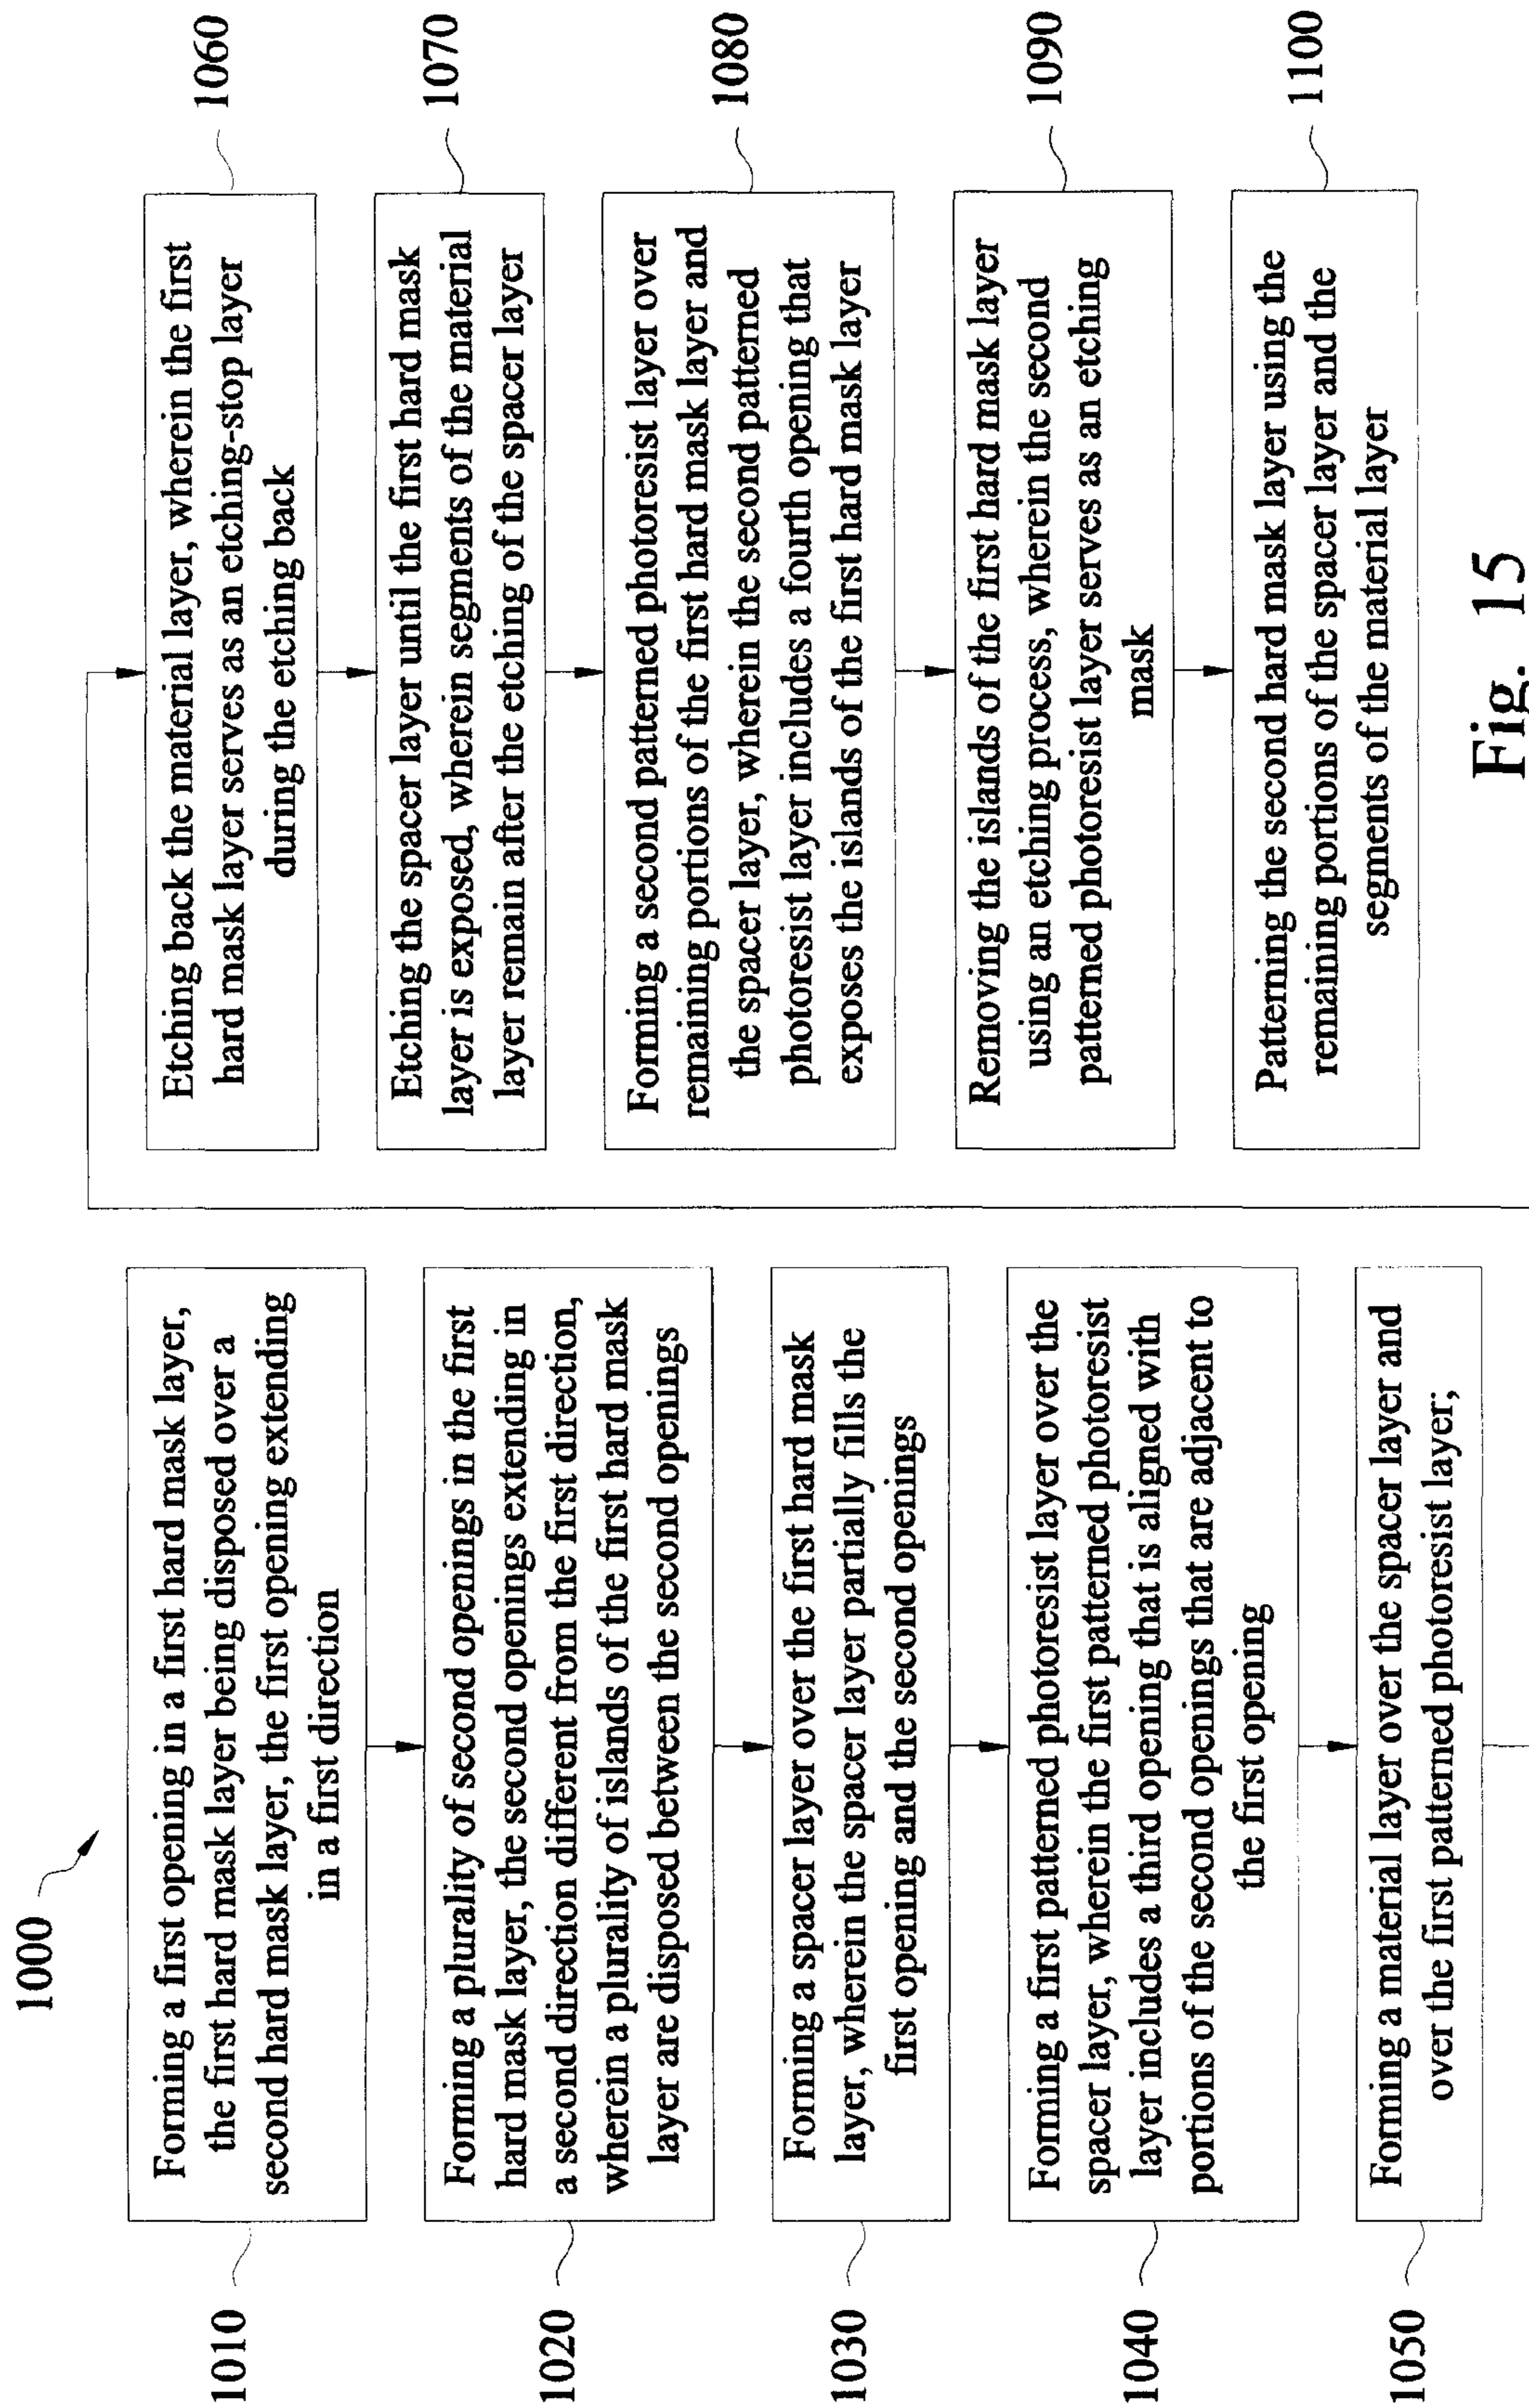 1000
1010
Forming a first opening in a first hard mask layer,
the first hard mask layer being disposed over a
second hard mask layer, the first opening extending
in a first direction
1020
Forming a plurality of second openings in the first
hard mask layer, the second openings extending in
a second direction different from the first direction,
wherein a plurality of islands of the first hard mask
layer are disposed between the second openings
1030
Forming a spacer layer over the first hard mask
layer, wherein the spacer layer partially fills the
first opening and the second openings
1040
Forming a first patterned photoresist layer over the
spacer layer, wherein the first patterned photoresist
layer includes a third opening that is aligned with
portions of the second openings that are adjacent to
the first opening
1050
Forming a material layer over the spacer layer and
over the first patterned photoresist layer;
1060
Etching back the material layer, wherein the first
hard mask layer serves as an etching-stop layer
during the etching back
1070
Etching the spacer layer until the first hard mask
layer is exposed, wherein segments of the material
layer remain after the etching of the spacer layer
1080
Forming a second patterned photoresist layer over
remaining portions of the first hard mask layer and
the spacer layer, wherein the second patterned
photoresist layer includes a fourth opening that
exposes the islands of the first hard mask layer
1090
Removing the islands of the first hard mask layer
using an etching process, wherein the second
patterned photoresist layer serves as an etching
mask
1100
Patterning the second hard mask layer using the
remaining portions of the spacer layer and the
segments of the material layer
Fig. 15